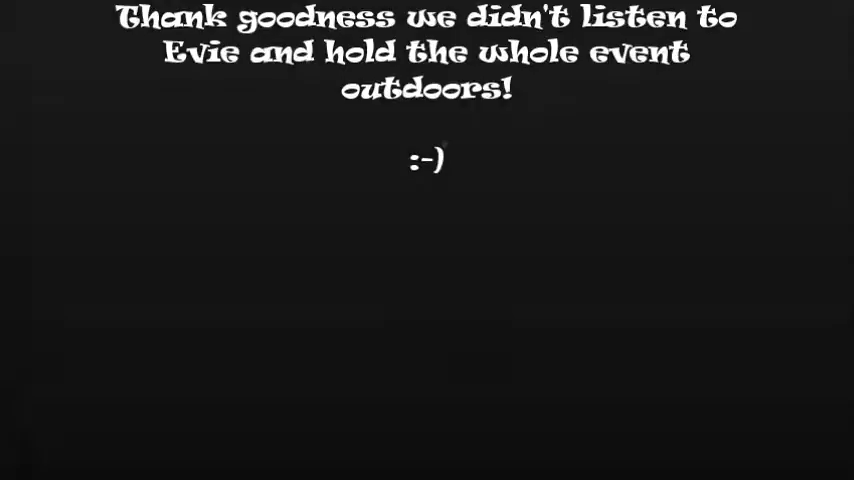 Thank goodness we didn't listen to
Evie and hold the whole event
outdoors!
:-)